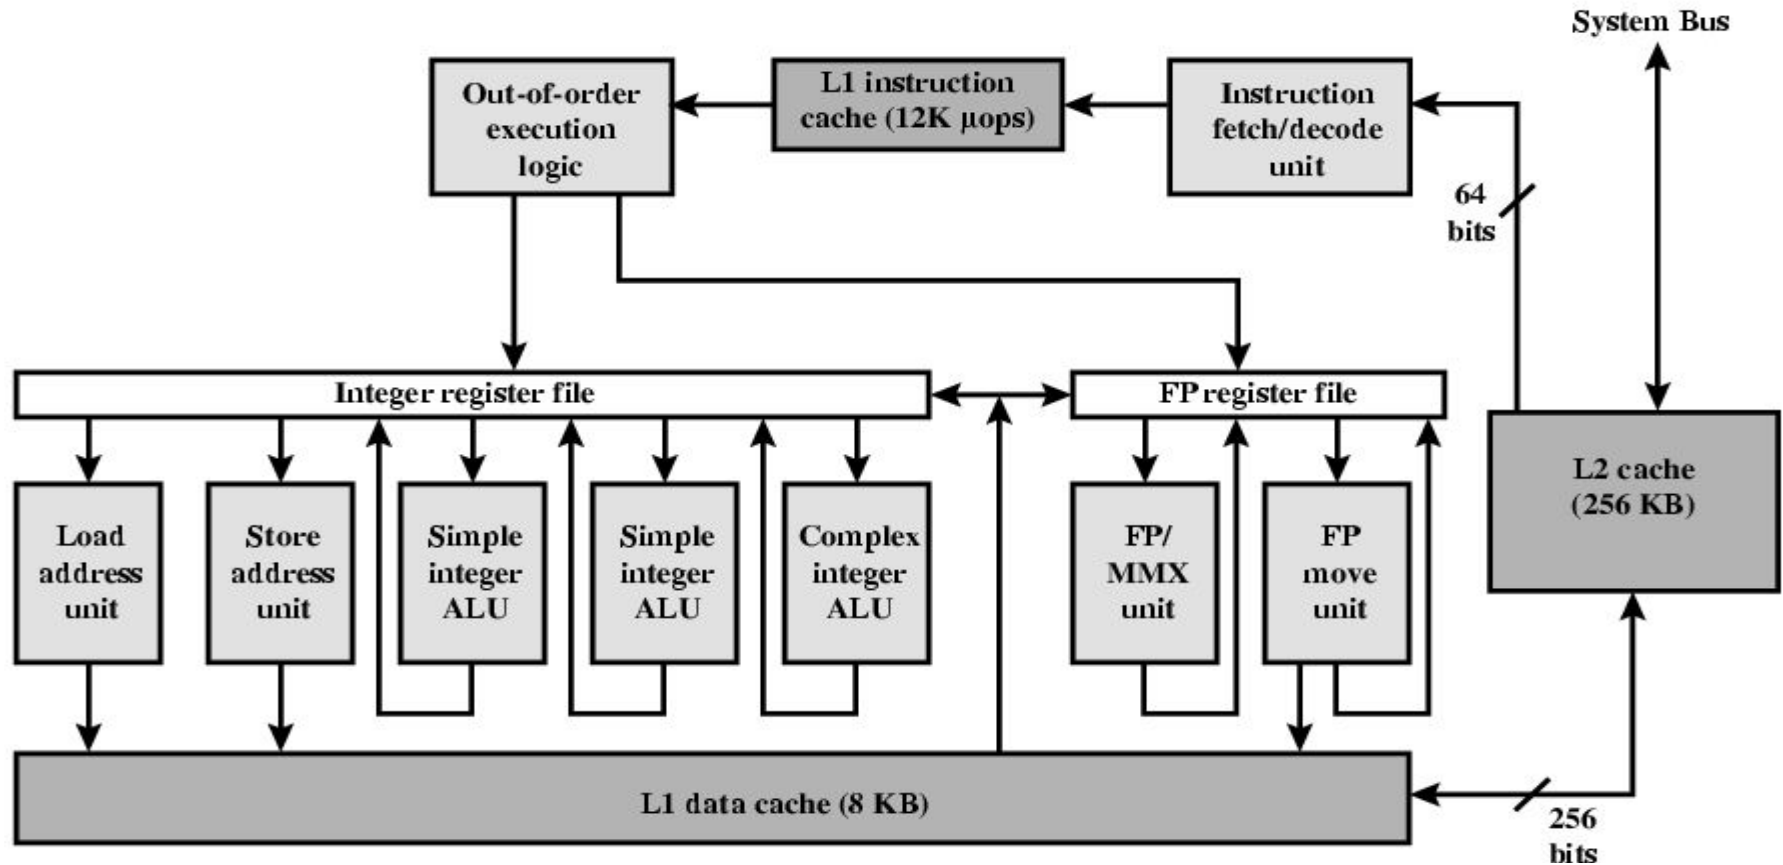 System Bus
Out-of-order
execution
logic
L1 instruction
cache (12K µops)
Instruction
fetch/decode
unit
64
bits
Integer register file
FP register file
L2 cache
(256 KB)
Load
address
unit
Store
address
unit
Simple
integer
ALU
Simple
integer
ALU
Complex
integer
ALU
FP/
MMX
unit
FP
move
unit
L1 data cache (8 KB)
256
bits